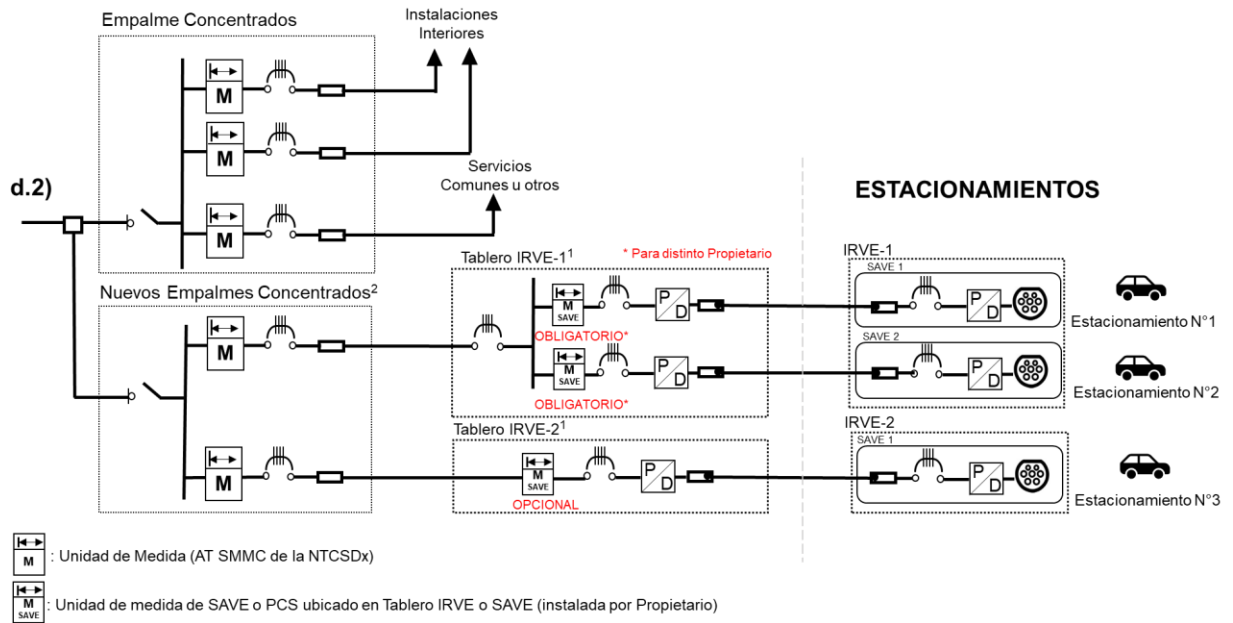 Empalme Concentrados
Instalaciones
Interiores
M
M
M
Servicios
Comunes u otros
d.2)
ESTACIONAMIENTOS
Tablero IRVE-1¹
* Para distinto Propietario
IRVE-1
SAVE 1
Nuevos Empalmes Concentrados²
M
M
SAVE
P
D
P
D
Estacionamiento N°1
OBLIGATORIO*
SAVE 2
M
SAVE
P
D
P
D
Estacionamiento N°2
OBLIGATORIO*
Tablero IRVE-2¹
IRVE-2
SAVE 1
M
M
SAVE
P
D
P
D
Estacionamiento N°3
OPCIONAL
M
: Unidad de Medida (AT SMMC de la NTCSDx)
M
SAVE
: Unidad de medida de SAVE o PCS ubicado en Tablero IRVE o SAVE (instalada por Propietario)